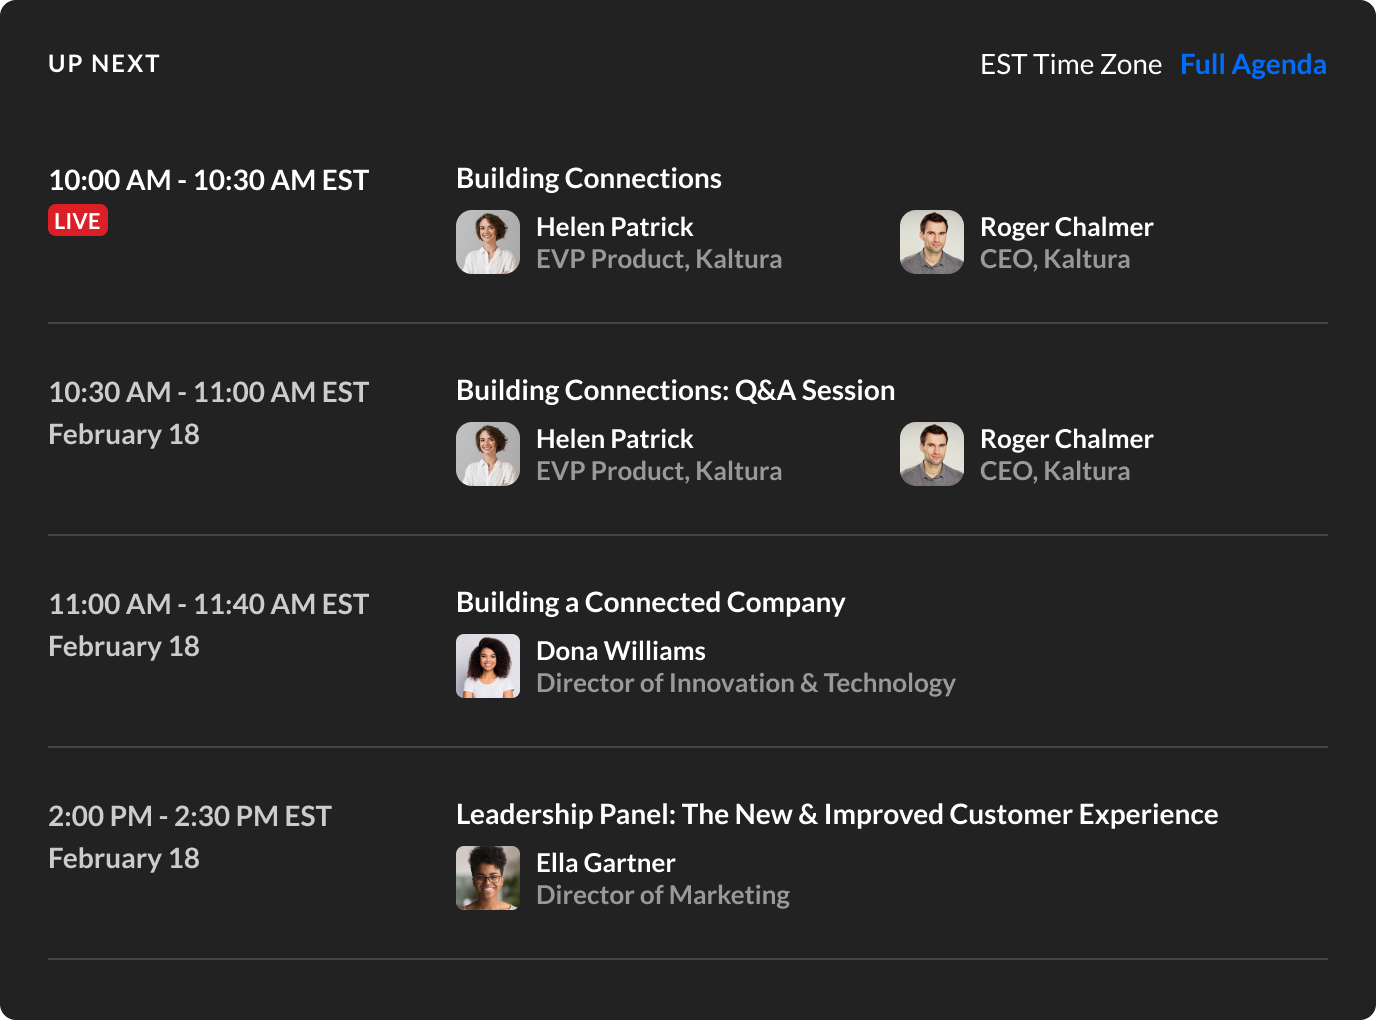 UP NEXT
EST Time Zone Full Agenda
10:00 AM - 10:30 AM EST
LIVE
Building Connections
Helen Patrick
EVP Product, Kaltura
Roger Chalmer
CEO, Kaltura
10:30 AM - 11:00 AM EST
February 18
Building Connections: Q&A Session
Helen Patrick
EVP Product, Kaltura
Roger Chalmer
CEO, Kaltura
11:00 AM - 11:40 AM EST
February 18
Building a Connected Company
Dona Williams
Director of Innovation & Technology
2:00 PM - 2:30 PM EST
February 18
Leadership Panel: The New & Improved Customer Experience
Ella Gartner
Director of Marketing